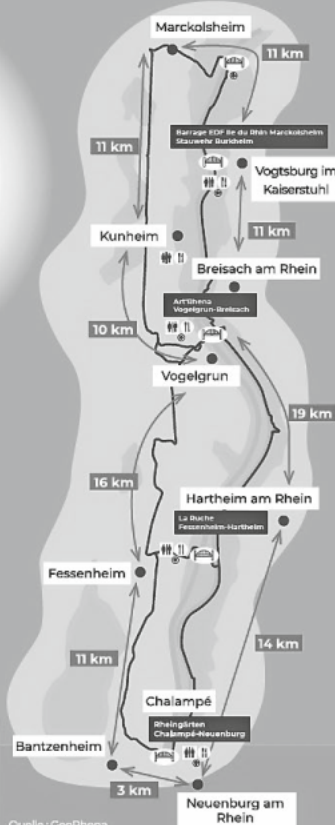 Marckolsheim
11 km
Barrage EDF Ile du Rhin Marckolsheim
Stauwehr Burkheim
11 km
Vogtsburg im
Kaiserstuhl
Kunheim
11 km
Breisach am Rhein
Art'Rhena
Vogelgrun-Breisach
10 km
Vogelgrun
19 km
16 km
Hartheim am Rhein
La Ruche
Fessenheim-Hartheim
Fessenheim
14 km
11 km
Chalampé
Rheingärten
Chalampé-Neuenburg
Bantzenheim
3 km
Neuenburg am
Rhein
Quelle: GeoRhena